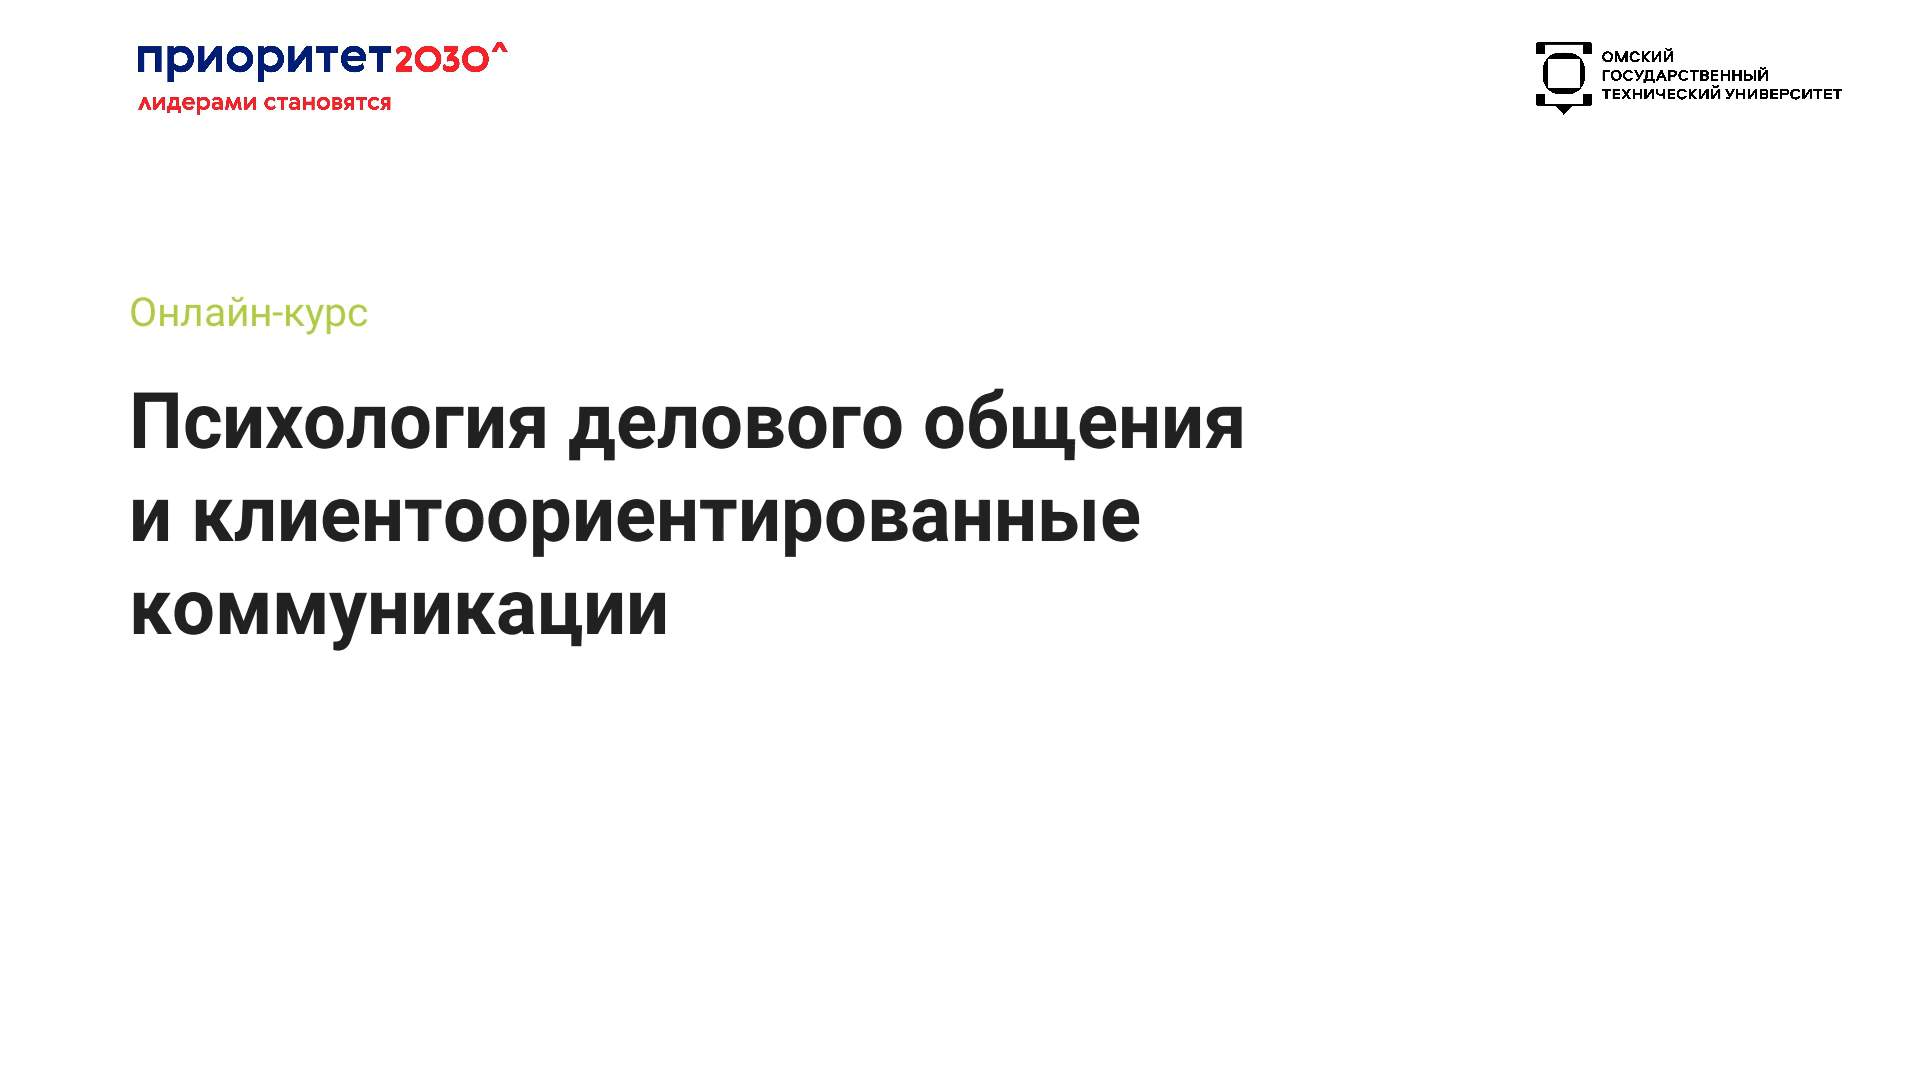 приоритет2030^
лидерами становятся
ОМСКИЙ
ГОСУДАРСТВЕННЫЙ
ТЕХНИЧЕСКИЙ УНИВЕРСИТЕТ
Онлайн-курс
Психология делового общения
и клиентоориентированные
коммуникации